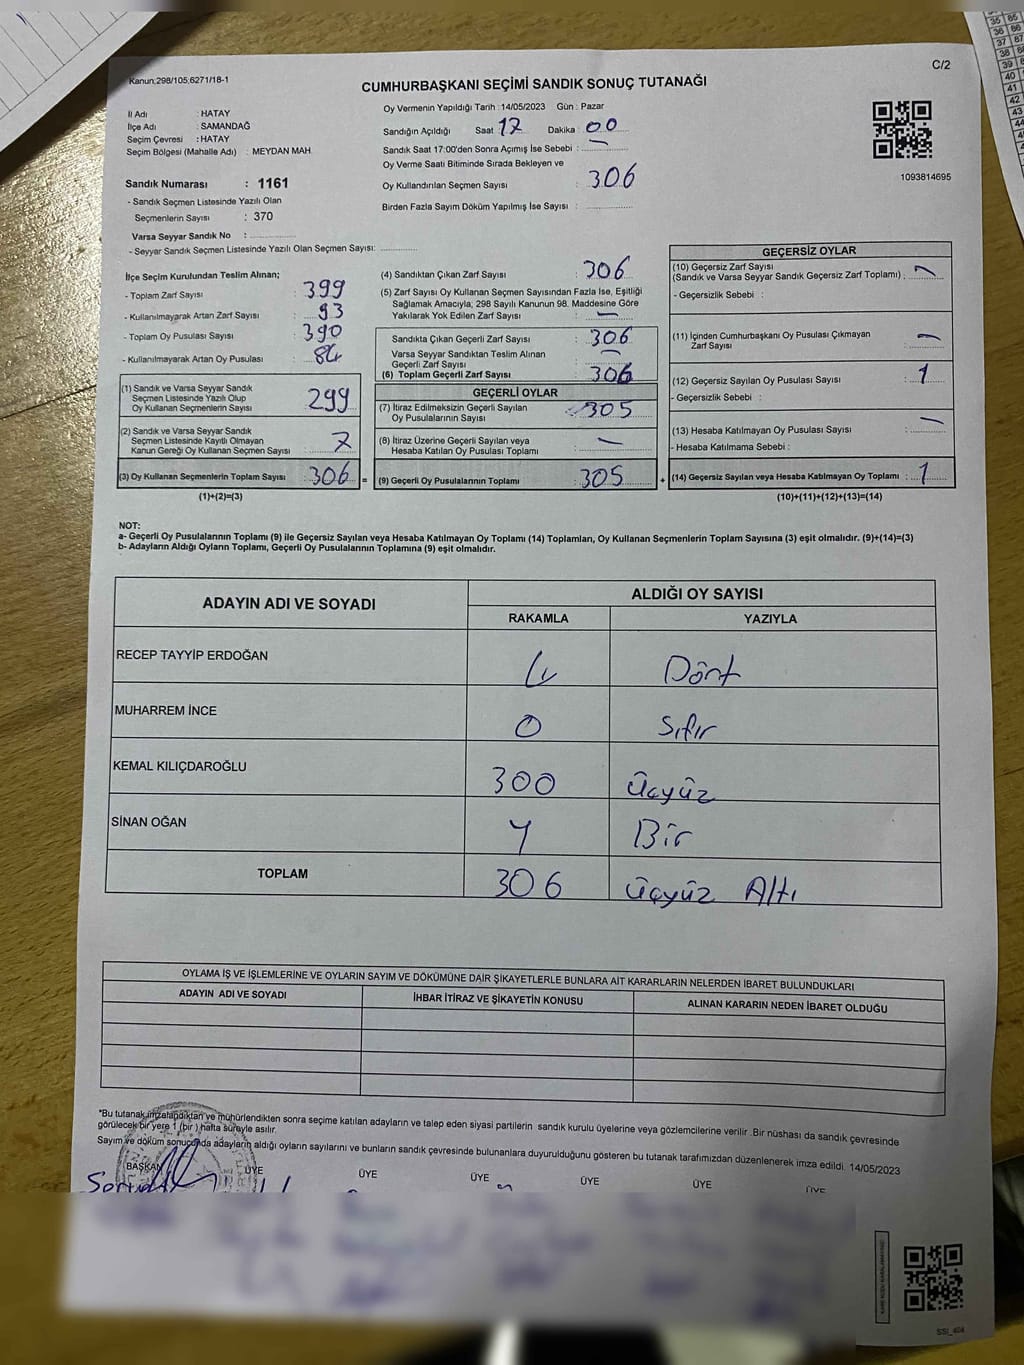 Kanun:298/105,6271/18-1
C/2
CUMHURBAŞKANI SEÇİMİ SANDIK SONUÇ TUTANAĞI
İl Adı : HATAY
İlçe Adı : SAMANDAĞ
Seçim Çevresi : HATAY
Seçim Bölgesi (Mahalle Adı) : MEYDAN MAH.
Oy Vermenin Yapıldığı Tarih : 14/05/2023 Gün : Pazar
Sandığın Açıldığı Saat 17 Dakika : 00
Sandık Saat 17:00'den Sonra Açımış İse Sebebi : —
Oy Verme Saati Bitiminde Sırada Bekleyen ve
Oy Kullandırılan Seçmen Sayısı : 306
Birden Fazla Sayım Döküm Yapılmış İse Sayısı :
1093814695
Sandık Numarası : 1161
- Sandık Seçmen Listesinde Yazılı Olan
Seçmenlerin Sayısı : 370
Varsa Seyyar Sandık No :
- Seyyar Sandık Seçmen Listesinde Yazılı Olan Seçmen Sayısı:
İlçe Seçim Kurulundan Teslim Alınan;
- Toplam Zarf Sayısı : 399
- Kullanılmayarak Artan Zarf Sayısı : 93
- Toplam Oy Pusulası Sayısı : 390
- Kullanılmayarak Artan Oy Pusulası : 84
(1) Sandık ve Varsa Seyyar Sandık
Seçmen Listesinde Yazılı Olup
Oy Kullanan Seçmenlerin Sayısı : 299
(2) Sandık ve Varsa Seyyar Sandık
Seçmen Listesinde Kayıtlı Olmayan
Kanun Gereği Oy Kullanan Seçmen Sayısı : 7
(3) Oy Kullanan Seçmenlerin Toplam Sayısı : 306 =
(1)+(2)=(3)
(4) Sandıktan Çıkan Zarf Sayısı : 306
(5) Zarf Sayısı Oy Kullanan Seçmen Sayısından Fazla İse, Eşitliği
Sağlamak Amacıyla; 298 Sayılı Kanunun 98. Maddesine Göre
Yakılarak Yok Edilen Zarf Sayısı : —
Sandıkta Çıkan Geçerli Zarf Sayısı : 306
Varsa Seyyar Sandıktan Teslim Alınan
Geçerli Zarf Sayısı : —
(6) Toplam Geçerli Zarf Sayısı : 306
GEÇERLİ OYLAR
(7) İtiraz Edilmeksizin Geçerli Sayılan
Oy Pusulalarının Sayısı : 305
(8) İtiraz Üzerine Geçerli Sayılan veya
Hesaba Katılan Oy Pusulası Toplamı : —
(9) Geçerli Oy Pusulalarının Toplamı : 305 +
GEÇERSİZ OYLAR
(10) Geçersiz Zarf Sayısı
(Sandık ve Varsa Seyyar Sandık Geçersiz Zarf Toplamı) : —
- Geçersizlik Sebebi :
(11) İçinden Cumhurbaşkanı Oy Pusulası Çıkmayan
Zarf Sayısı : —
(12) Geçersiz Sayılan Oy Pusulası Sayısı : 1
- Geçersizlik Sebebi :
(13) Hesaba Katılmayan Oy Pusulası Sayısı : —
- Hesaba Katılmama Sebebi :
(14) Geçersiz Sayılan veya Hesaba Katılmayan Oy Toplamı : 1
(10)+(11)+(12)+(13)=(14)
NOT:
a- Geçerli Oy Pusulalarının Toplamı (9) ile Geçersiz Sayılan veya Hesaba Katılmayan Oy Toplamı (14) Toplamları, Oy Kullanan Seçmenlerin Toplam Sayısına (3) eşit olmalıdır. (9)+(14)=(3)
b- Adayların Aldığı Oyların Toplamı, Geçerli Oy Pusulalarının Toplamına (9) eşit olmalıdır.
ADAYIN ADI VE SOYADI
ALDIĞI OY SAYISI
RAKAMLA YAZIYLA
RECEP TAYYİP ERDOĞAN 4 Dört
MUHARREM İNCE 0 Sıfır
KEMAL KILIÇDAROĞLU 300 üçyüz
SİNAN OĞAN 1 Bir
TOPLAM 306 üçyüz Altı
OYLAMA İŞ VE İŞLEMLERİNE VE OYLARIN SAYIM VE DÖKÜMÜNE DAİR ŞİKAYETLERLE BUNLARA AİT KARARLARIN NELERDEN İBARET BULUNDUKLARI
ADAYIN ADI VE SOYADI İHBAR İTİRAZ VE ŞİKAYETİN KONUSU ALINAN KARARIN NEDEN İBARET OLDUĞU
*Bu tutanak imzalandıktan ve mühürlendikten sonra seçime katılan adayların ve talep eden siyasi partilerin sandık kurulu üyelerine veya gözlemcilerine verilir .Bir nüshası da sandık çevresinde
görülecek bir yere 1 (bir ) hafta süreyle asılır.
Sayım ve döküm sonucunda adayların aldığı oyların sayılarını ve bunların sandık çevresinde bulunanlara duyurulduğunu gösteren bu tutanak tarafımızdan düzenlenerek imza edildi. 14/05/2023
BAŞKAN ÜYE ÜYE ÜYE ÜYE ÜYE ÜYE